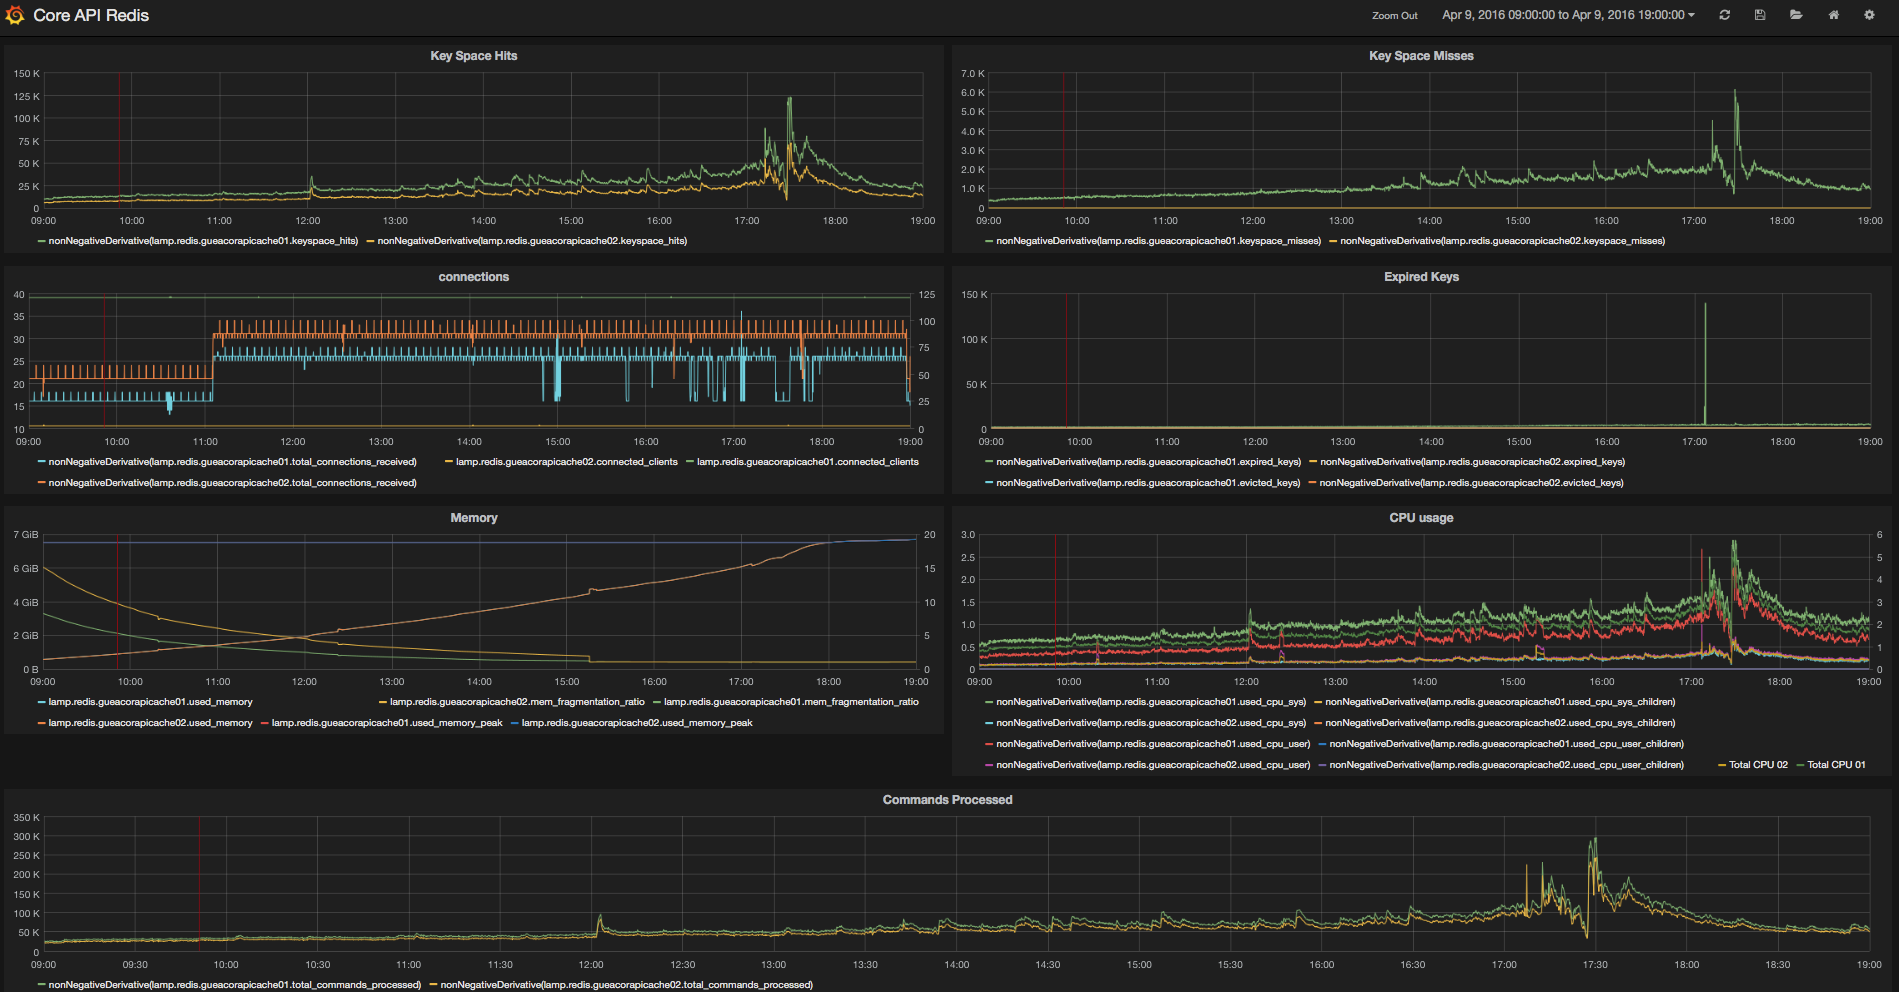 Core API Redis
Zoom Out Apr 9, 2016 09:00:00 to Apr 9, 2016 19:00:00
Key Space Hits
150 K
125 K
100 K
75 K
50 K
25 K
0
09:00 10:00 11:00 12:00 13:00 14:00 15:00 16:00 17:00 18:00 19:00
nonNegativeDerivative(lamp.redis.gueacorapicache01.keyspace_hits) nonNegativeDerivative(lamp.redis.gueacorapicache02.keyspace_hits)
Key Space Misses
7.0 K
6.0 K
5.0 K
4.0 K
3.0 K
2.0 K
1.0 K
0
09:00 10:00 11:00 12:00 13:00 14:00 15:00 16:00 17:00 18:00 19:00
nonNegativeDerivative(lamp.redis.gueacorapicache01.keyspace_misses) nonNegativeDerivative(lamp.redis.gueacorapicache02.keyspace_misses)
connections
40 125
35 100
30 75
25 50
20 25
15 0
10
09:00 10:00 11:00 12:00 13:00 14:00 15:00 16:00 17:00 18:00 19:00
nonNegativeDerivative(lamp.redis.gueacorapicache01.total_connections_received) lamp.redis.gueacorapicache02.connected_clients lamp.redis.gueacorapicache01.connected_clients
nonNegativeDerivative(lamp.redis.gueacorapicache02.total_connections_received)
Expired Keys
150 K
100 K
50 K
0
09:00 10:00 11:00 12:00 13:00 14:00 15:00 16:00 17:00 18:00 19:00
nonNegativeDerivative(lamp.redis.gueacorapicache01.expired_keys) nonNegativeDerivative(lamp.redis.gueacorapicache02.expired_keys)
nonNegativeDerivative(lamp.redis.gueacorapicache01.evicted_keys) nonNegativeDerivative(lamp.redis.gueacorapicache02.evicted_keys)
Memory
7 GiB 20
6 GiB 15
4 GiB 10
2 GiB 5
0 B 0
09:00 10:00 11:00 12:00 13:00 14:00 15:00 16:00 17:00 18:00 19:00
lamp.redis.gueacorapicache01.used_memory lamp.redis.gueacorapicache02.mem_fragmentation_ratio lamp.redis.gueacorapicache01.mem_fragmentation_ratio
lamp.redis.gueacorapicache02.used_memory lamp.redis.gueacorapicache01.used_memory_peak lamp.redis.gueacorapicache02.used_memory_peak
CPU usage
3.0 6
2.5 5
2.0 4
1.5 3
1.0 2
0.5 1
0 0
09:00 10:00 11:00 12:00 13:00 14:00 15:00 16:00 17:00 18:00 19:00
nonNegativeDerivative(lamp.redis.gueacorapicache01.used_cpu_sys) nonNegativeDerivative(lamp.redis.gueacorapicache01.used_cpu_sys_children)
nonNegativeDerivative(lamp.redis.gueacorapicache02.used_cpu_sys) nonNegativeDerivative(lamp.redis.gueacorapicache02.used_cpu_sys_children)
nonNegativeDerivative(lamp.redis.gueacorapicache01.used_cpu_user) nonNegativeDerivative(lamp.redis.gueacorapicache01.used_cpu_user_children)
nonNegativeDerivative(lamp.redis.gueacorapicache02.used_cpu_user) nonNegativeDerivative(lamp.redis.gueacorapicache02.used_cpu_user_children) Total CPU 02 Total CPU 01
Commands Processed
350 K
300 K
250 K
200 K
150 K
100 K
50 K
0
09:00 09:30 10:00 10:30 11:00 11:30 12:00 12:30 13:00 13:30 14:00 14:30 15:00 15:30 16:00 16:30 17:00 17:30 18:00 18:30 19:00
nonNegativeDerivative(lamp.redis.gueacorapicache01.total_commands_processed) nonNegativeDerivative(lamp.redis.gueacorapicache02.total_commands_processed)